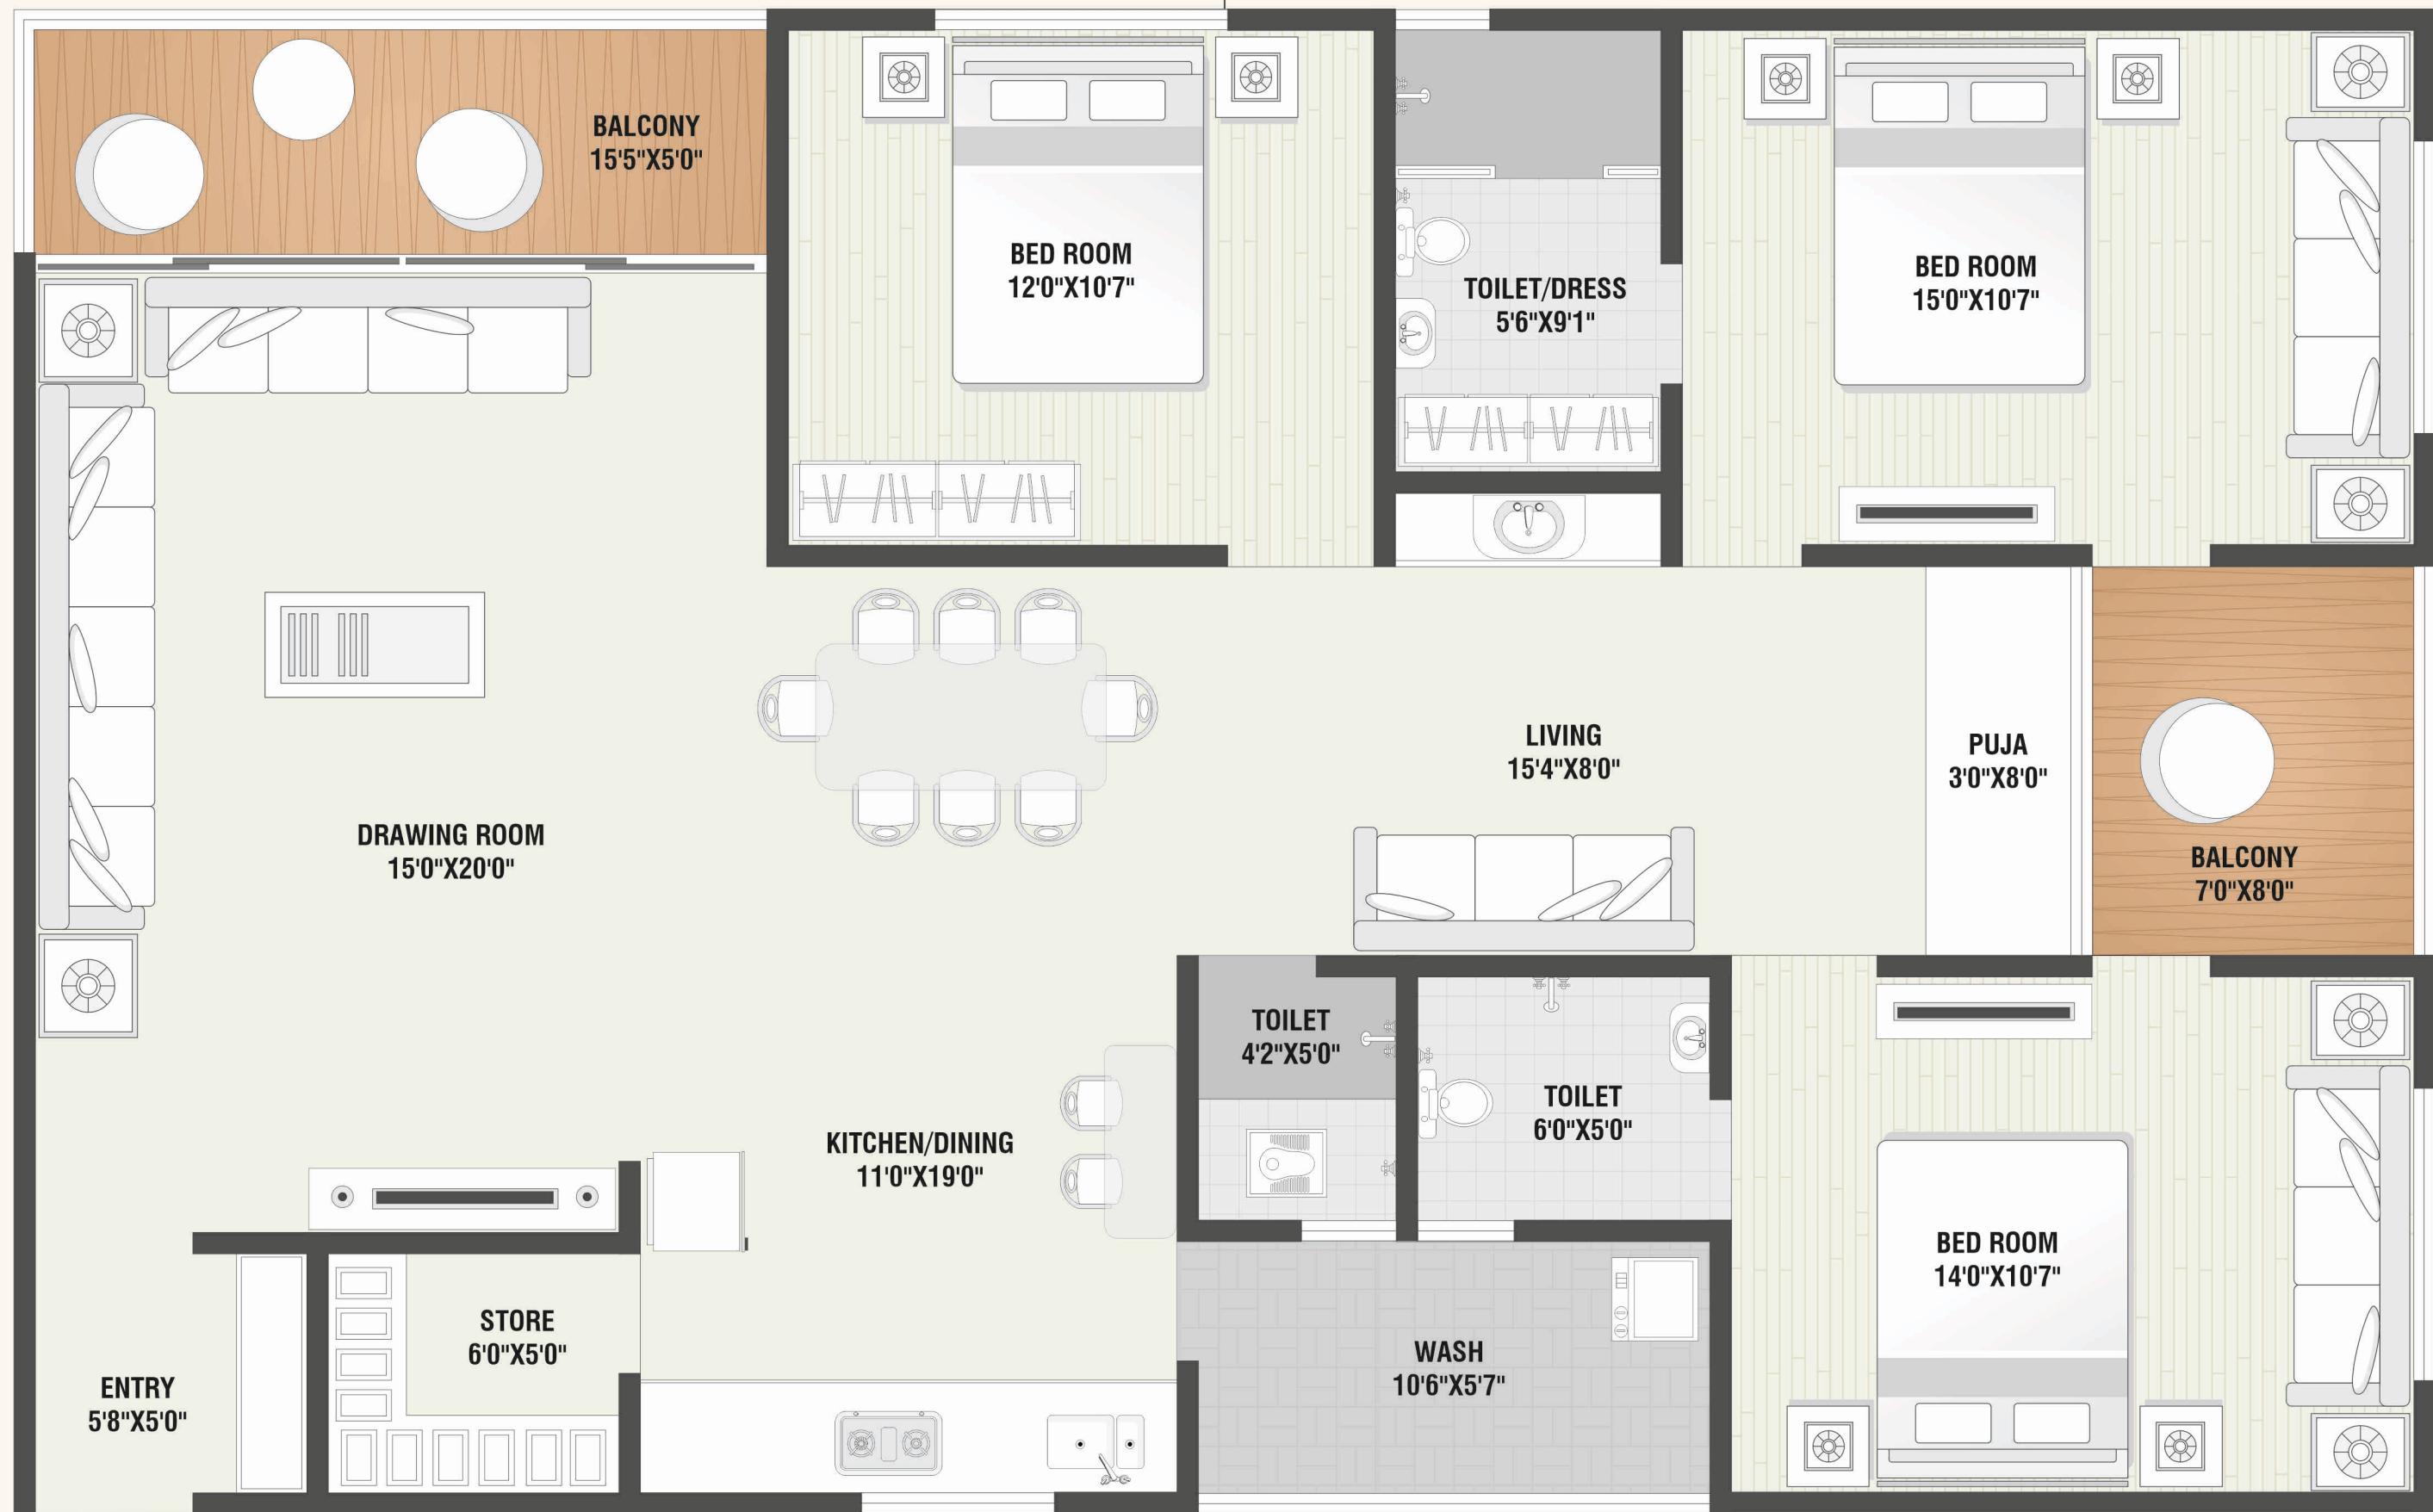 BALCONY
15'5"X5'0"
BED ROOM
12'0"X10'7"
TOILET/DRESS
5'6"X9'1"
BED ROOM
15'0"X10'7"
DRAWING ROOM
15'0"X20'0"
LIVING
15'4"X8'0"
PUJA
3'0"X8'0"
BALCONY
7'0"X8'0"
KITCHEN/DINING
11'0"X19'0"
TOILET
4'2"X5'0"
TOILET
6'0"X5'0"
BED ROOM
14'0"X10'7"
STORE
6'0"X5'0"
ENTRY
5'8"X5'0"
WASH
10'6"X5'7"